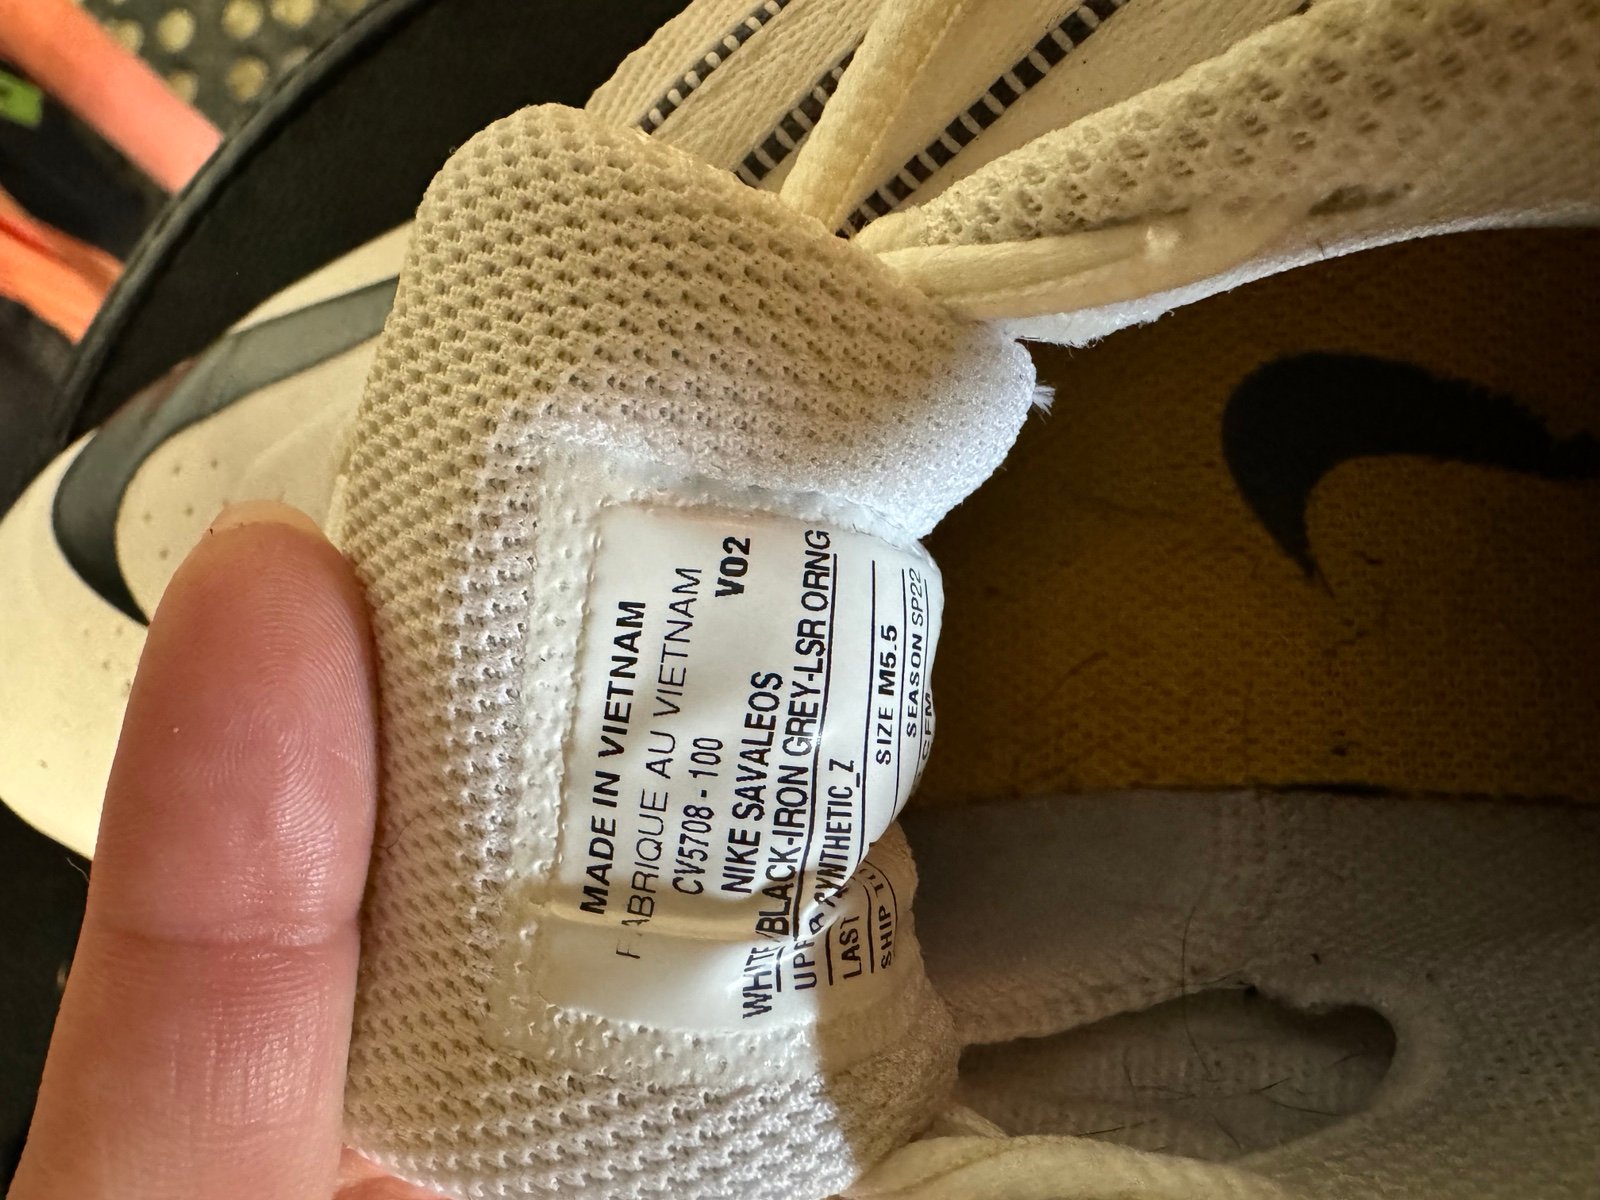 MADE IN VIETNAM
FABRIQUE AU VIETNAM
CV5708 - 100 V02
NIKE SAVALEOS
WHITE/BLACK-IRON GREY-LSR ORNG
SYNTHETIC_Z
SIZE M5.5
LAST
SEASON SP22
SHIP